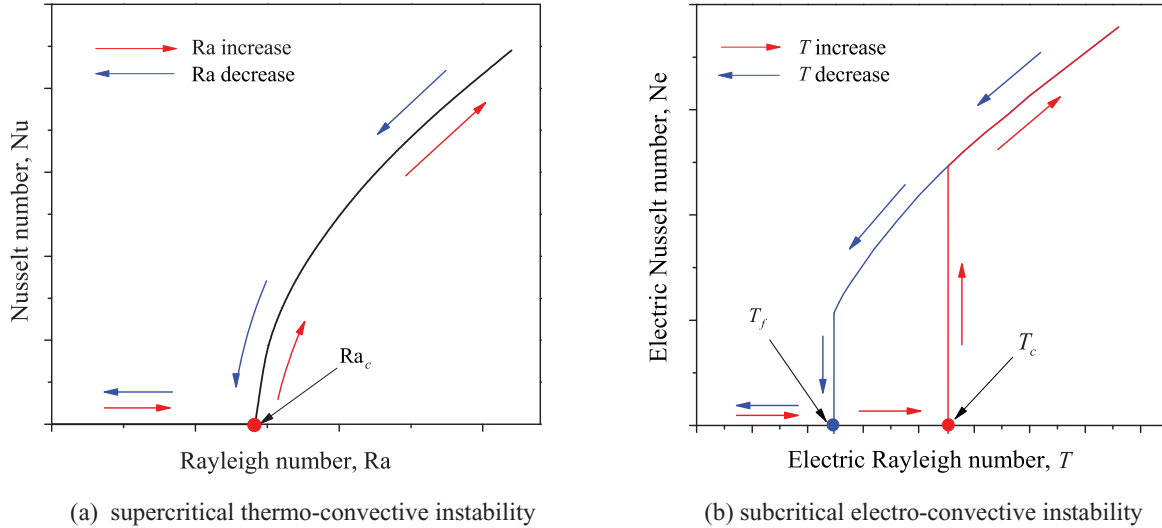 Ra increase
Ra decrease
Nusselt number, Nu
Ra_c
Rayleigh number, Ra
(a) supercritical thermo-convective instability
T increase
T decrease
Electric Nusselt number, Ne
T_f
T_c
Electric Rayleigh number, T
(b) subcritical electro-convective instability